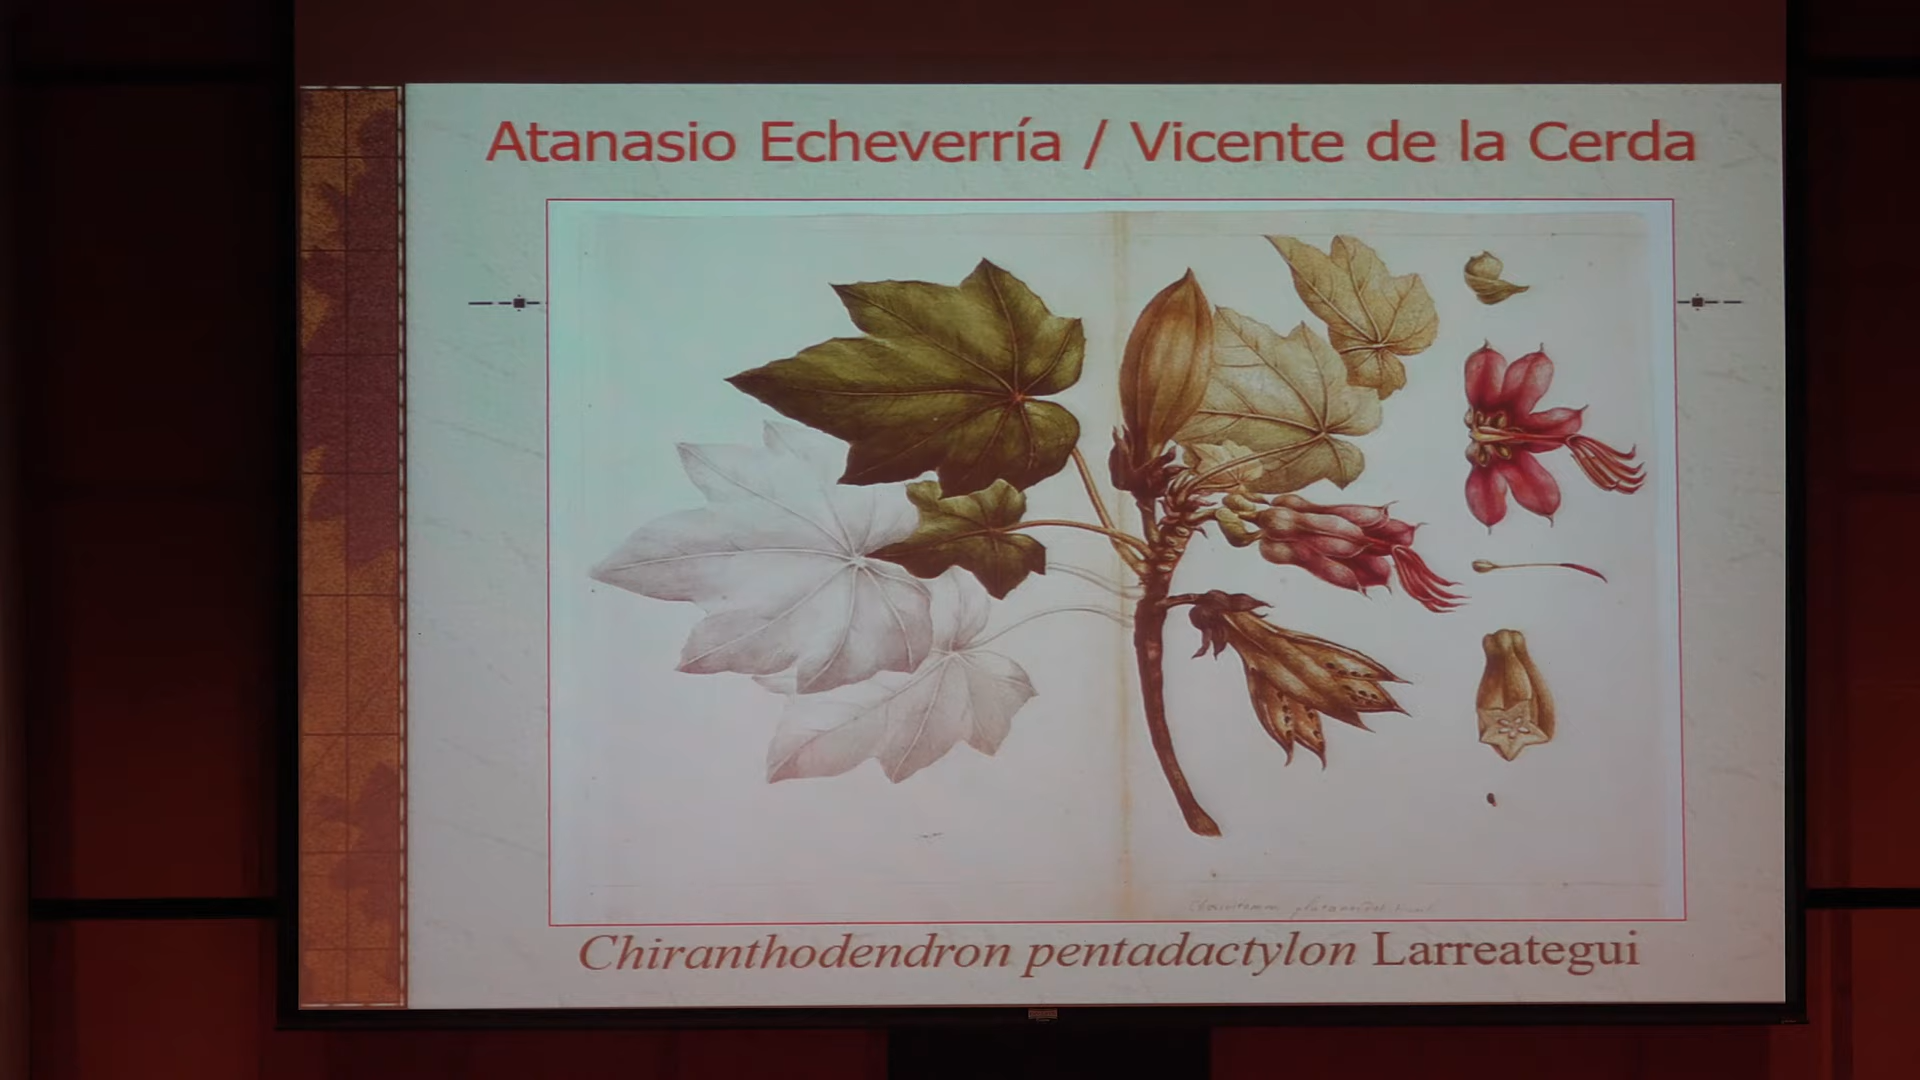 Atanasio Echeverría / Vicente de la Cerda
Chiranthodendron pentadactylon Larreategui